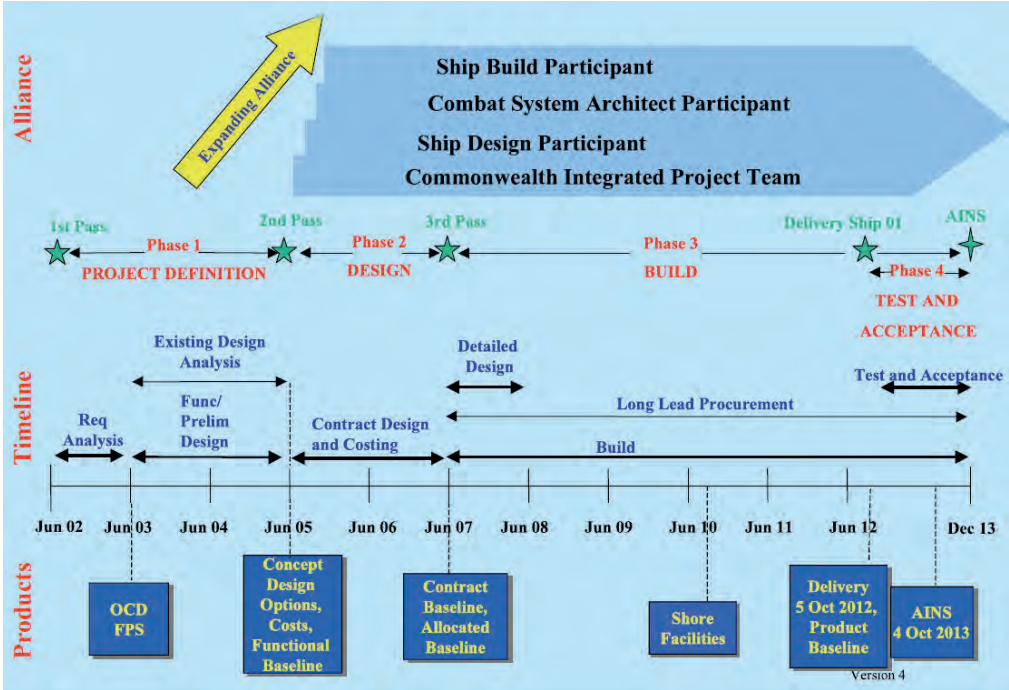 Alliance
Expanding Alliance
Ship Build Participant
Combat System Architect Participant
Ship Design Participant
Commonwealth Integrated Project Team
1st Pass
2nd Pass
3rd Pass
Delivery Ship 01
AINS
Phase 1
PROJECT DEFINITION
Phase 2
DESIGN
Phase 3
BUILD
Phase 4
TEST AND
ACCEPTANCE
Timeline
Existing Design
Analysis
Req
Analysis
Func/
Prelim
Design
Contract Design
and Costing
Detailed
Design
Test and Acceptance
Long Lead Procurement
Build
Jun 02
Jun 03
Jun 04
Jun 05
Jun 06
Jun 07
Jun 08
Jun 09
Jun 10
Jun 11
Jun 12
Dec 13
Products
OCD
FPS
Concept
Design
Options,
Costs,
Functional
Baseline
Contract
Baseline,
Allocated
Baseline
Shore
Facilities
Delivery
5 Oct 2012,
Product
Baseline
AINS
4 Oct 2013
Version 4